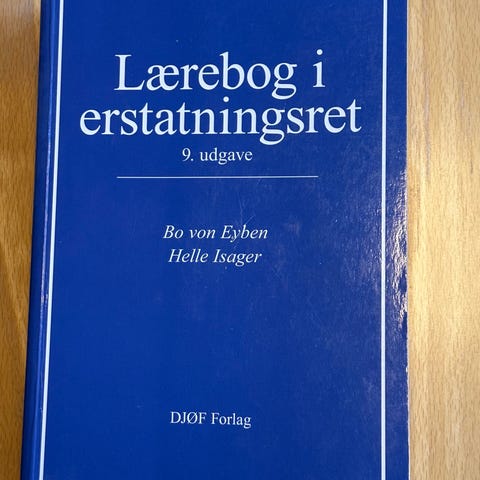 Lærebog i
erstatningsret
9. udgave
Bo von Eyben
Helle Isager
DJØF Forlag